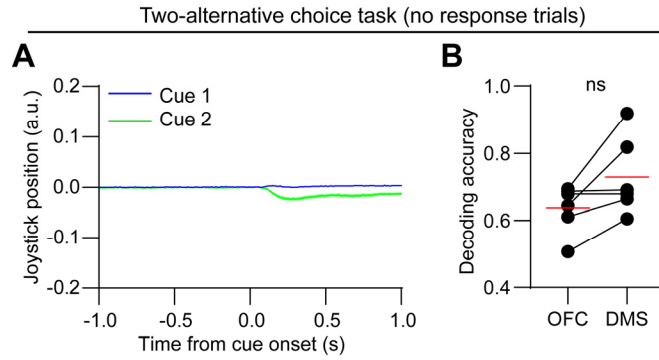 Two-alternative choice task (no response trials)
A
Joystick position (a.u.)
0.2
0.1
0.0
-0.1
-0.2
Cue 1
Cue 2
-1.0 -0.5 0.0 0.5 1.0
Time from cue onset (s)
B
ns
Decoding accuracy
1.0
0.8
0.6
0.4
OFC DMS